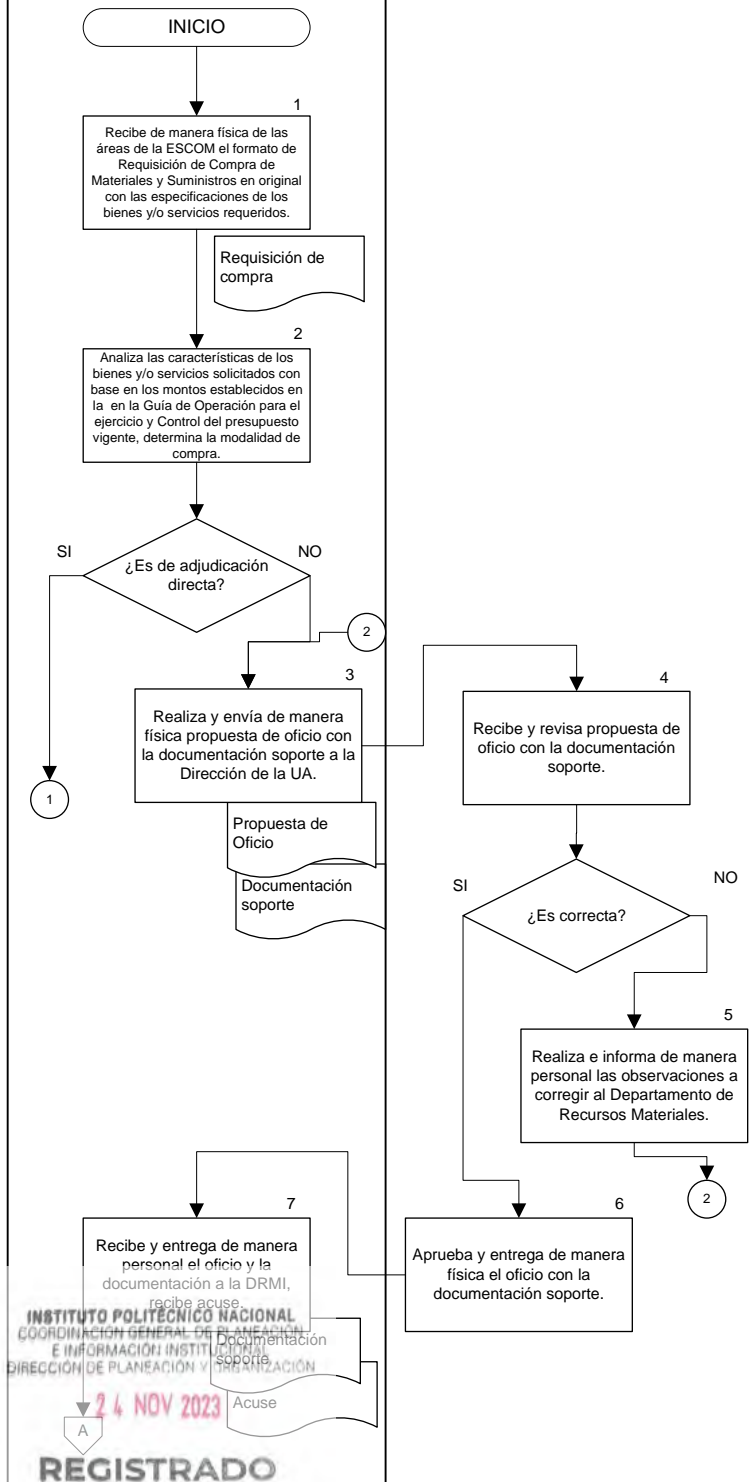 INICIO
1
Recibe de manera física de las
áreas de la ESCOM el formato de
Requisición de Compra de
Materiales y Suministros en original
con las especificaciones de los
bienes y/o servicios requeridos.
Requisición de
compra
2
Analiza las características de los
bienes y/o servicios solicitados con
base en los montos establecidos en
la en la Guía de Operación para el
ejercicio y Control del presupuesto
vigente, determina la modalidad de
compra.
SI
¿Es de adjudicación
directa?
NO
2
1
3
Realiza y envía de manera
física propuesta de oficio con
la documentación soporte a la
Dirección de la UA.
Propuesta de
Oficio
Documentación
soporte
4
Recibe y revisa propuesta de
oficio con la documentación
soporte.
SI
¿Es correcta?
NO
5
Realiza e informa de manera
personal las observaciones a
corregir al Departamento de
Recursos Materiales.
2
6
Aprueba y entrega de manera
física el oficio con la
documentación soporte.
7
Recibe y entrega de manera
personal el oficio y la
documentación a la DRMI,
recibe acuse.
Documentación
soporte
Acuse
A
INSTITUTO POLITÉCNICO NACIONAL
COORDINACIÓN GENERAL DE PLANEACIÓN
E INFORMACIÓN INSTITUCIONAL
DIRECCIÓN DE PLANEACIÓN Y ORGANIZACIÓN
24 NOV 2023
REGISTRADO